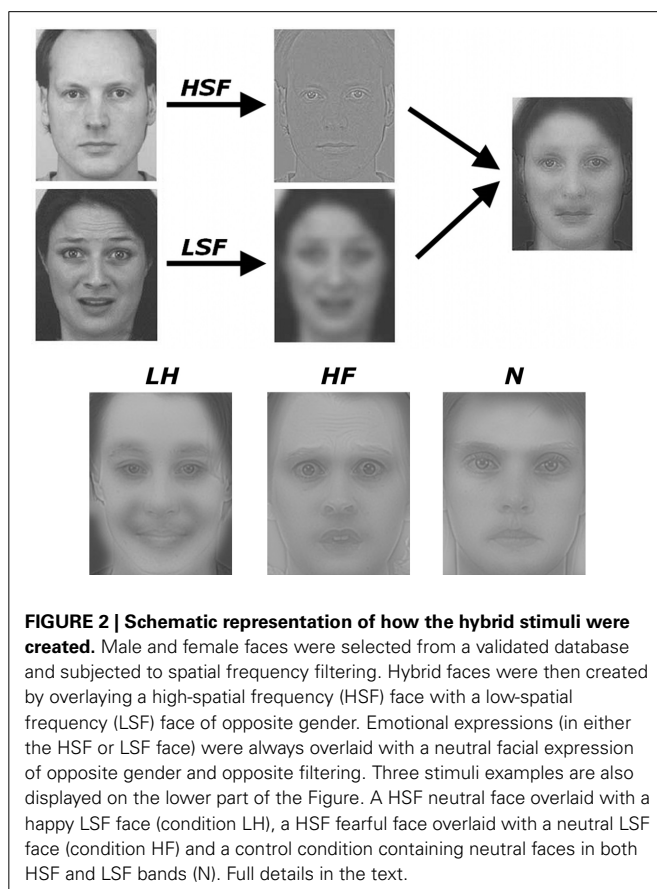 HSF
LSF
LH HF N
FIGURE 2 | Schematic representation of how the hybrid stimuli were
created. Male and female faces were selected from a validated database
and subjected to spatial frequency filtering. Hybrid faces were then created
by overlaying a high-spatial frequency (HSF) face with a low-spatial
frequency (LSF) face of opposite gender. Emotional expressions (in either
the HSF or LSF face) were always overlaid with a neutral facial expression
of opposite gender and opposite filtering. Three stimuli examples are also
displayed on the lower part of the Figure. A HSF neutral face overlaid with a
happy LSF face (condition LH), a HSF fearful face overlaid with a neutral LSF
face (condition HF) and a control condition containing neutral faces in both
HSF and LSF bands (N). Full details in the text.